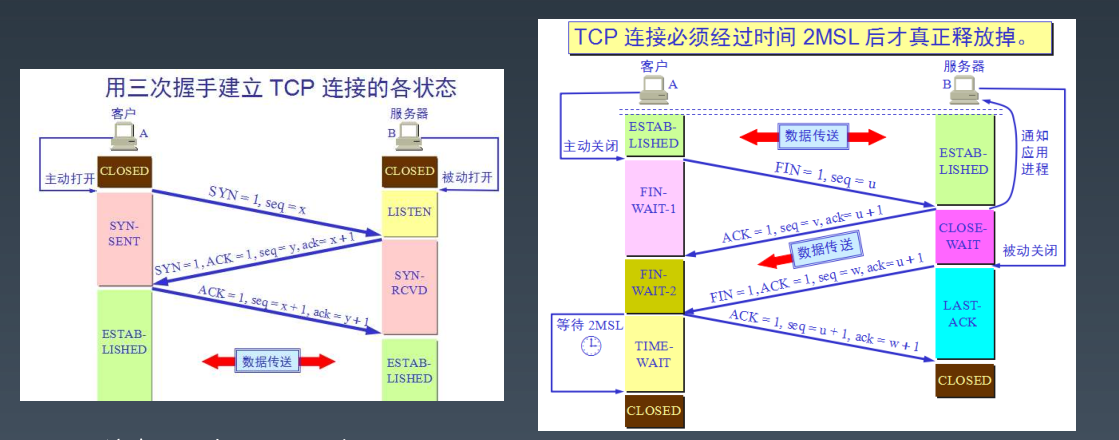 用三次握手建立 TCP 连接的各状态
客户
A
服务器
B
主动打开
CLOSED
CLOSED
被动打开
SYN = 1, seq = x
LISTEN
SYN-
SENT
SYN=1, ACK = 1, seq= y, ack= x+1
SYN-
RCVD
ACK = 1, seq = x + 1, ack = y + 1
ESTAB-
LISHED
数据传送
ESTAB-
LISHED
TCP 连接必须经过时间 2MSL 后才真正释放掉。
客户
A
服务器
B
主动关闭
ESTAB-
LISHED
数据传送
ESTAB-
LISHED
通知
应用
进程
FIN = 1, seq = u
FIN-
WAIT-1
ACK = 1, seq = v, ack= u + 1
CLOSE-
WAIT
数据传送
被动关闭
FIN-
WAIT-2
FIN = 1, ACK = 1, seq = w, ack= u + 1
LAST-
ACK
等待 2MSL
ACK = 1, seq = u + 1, ack = w + 1
TIME-
WAIT
CLOSED
CLOSED